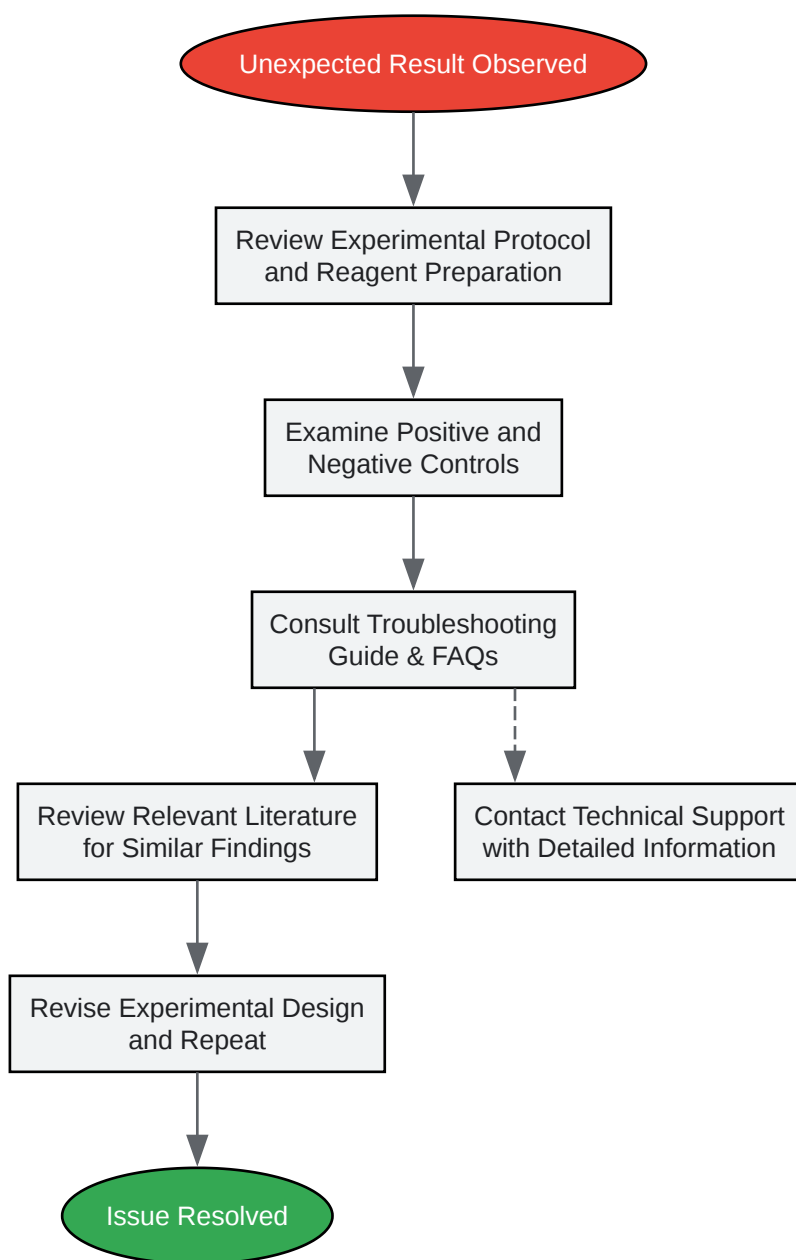 Unexpected Result Observed
Review Experimental Protocol
and Reagent Preparation
Examine Positive and
Negative Controls
Consult Troubleshooting
Guide & FAQs
Review Relevant Literature
for Similar Findings
Contact Technical Support
with Detailed Information
Revise Experimental Design
and Repeat
Issue Resolved